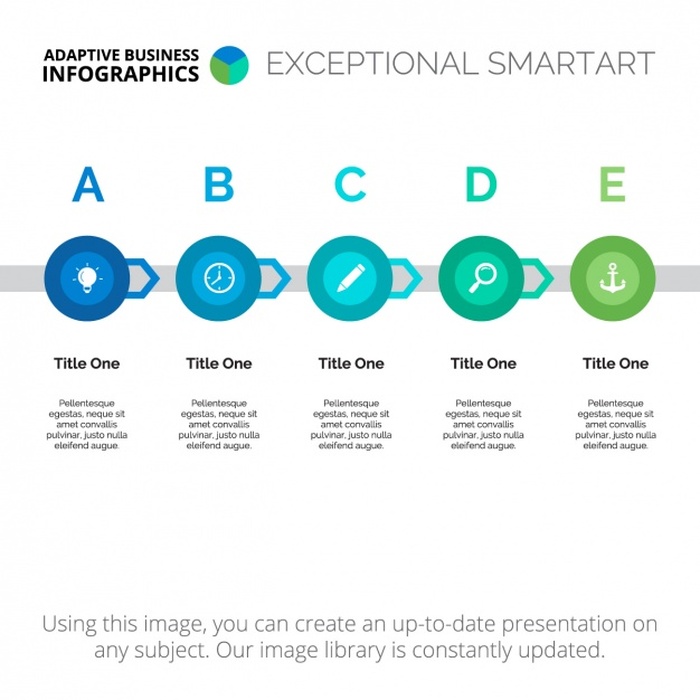 ADAPTIVE BUSINESS
INFOGRAPHICS
EXCEPTIONAL SMARTART
A
B
C
D
E
Title One
Title One
Title One
Title One
Title One
Pellentesque
egestas, neque sit
amet convallis
pulvinar, justo nulla
eleifend augue.
Pellentesque
egestas, neque sit
amet convallis
pulvinar, justo nulla
eleifend augue.
Pellentesque
egestas, neque sit
amet convallis
pulvinar, justo nulla
eleifend augue.
Pellentesque
egestas, neque sit
amet convallis
pulvinar, justo nulla
eleifend augue.
Pellentesque
egestas, neque sit
amet convallis
pulvinar, justo nulla
eleifend augue.
Using this image, you can create an up-to-date presentation on
any subject. Our image library is constantly updated.